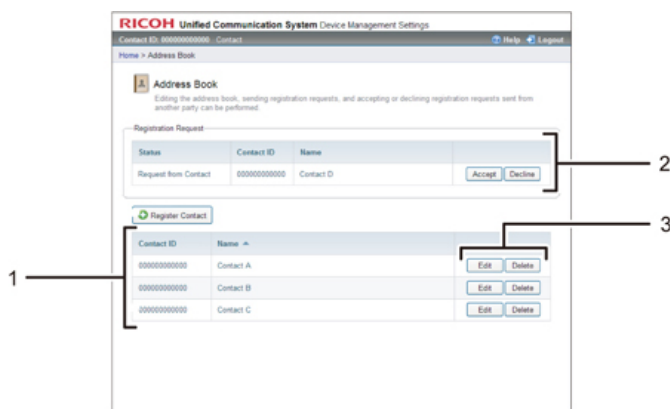 RICOH Unified Communication System Device Management Settings
Contact ID: 000000000000 Contact Help Logout
Home > Address Book
Address Book
Editing the address book, sending registration requests, and accepting or declining registration requests sent from
another party can be performed.
Registration Request
Status Contact ID Name
Request from Contact 000000000000 Contact D Accept Decline
2
Register Contact
3
Contact ID Name
000000000000 Contact A Edit Delete
1
000000000000 Contact B Edit Delete
000000000000 Contact C Edit Delete